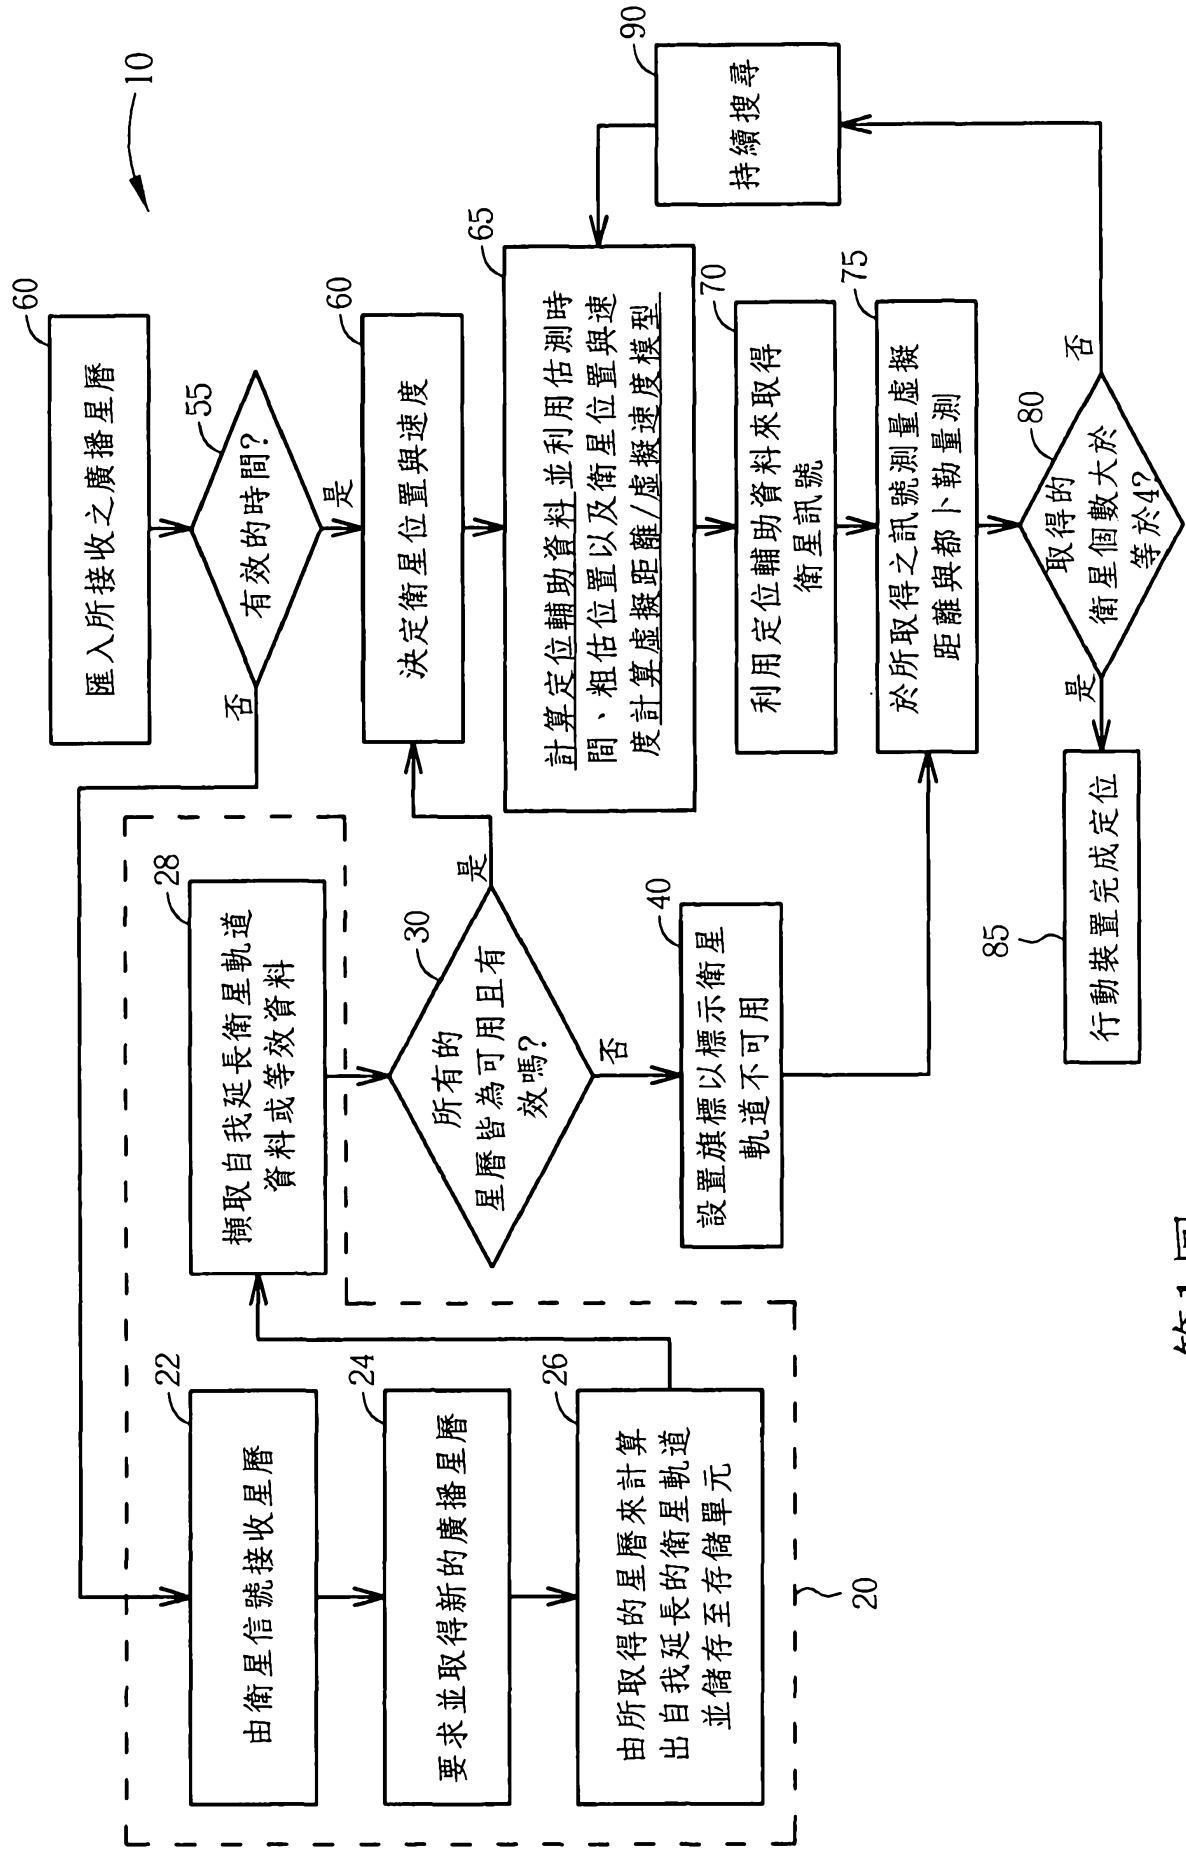 10
60
匯入所接收之廣播星曆
55
有效的時間?
否
是
60
決定衛星位置與速度
65
計算定位輔助資料並利用估測時
間、粗估位置以及衛星位置與速
度計算虛擬距離/虛擬速度模型
90
持續搜尋
70
利用定位輔助資料來取得
衛星訊號
75
於所取得之訊號測量虛擬
距離與都卜勒量測
80
取得的
衛星個數大於
等於4?
否
是
85
行動裝置完成定位
22
由衛星信號接收星曆
24
要求並取得新的廣播星曆
26
由所取得的星曆來計算
出自我延長的衛星軌道
並儲存至存儲單元
20
28
擷取自我延長衛星軌道
資料或等效資料
30
所有的
星曆皆為可用且有
效嗎?
是
否
40
設置旗標以標示衛星
軌道不可用
第1圖